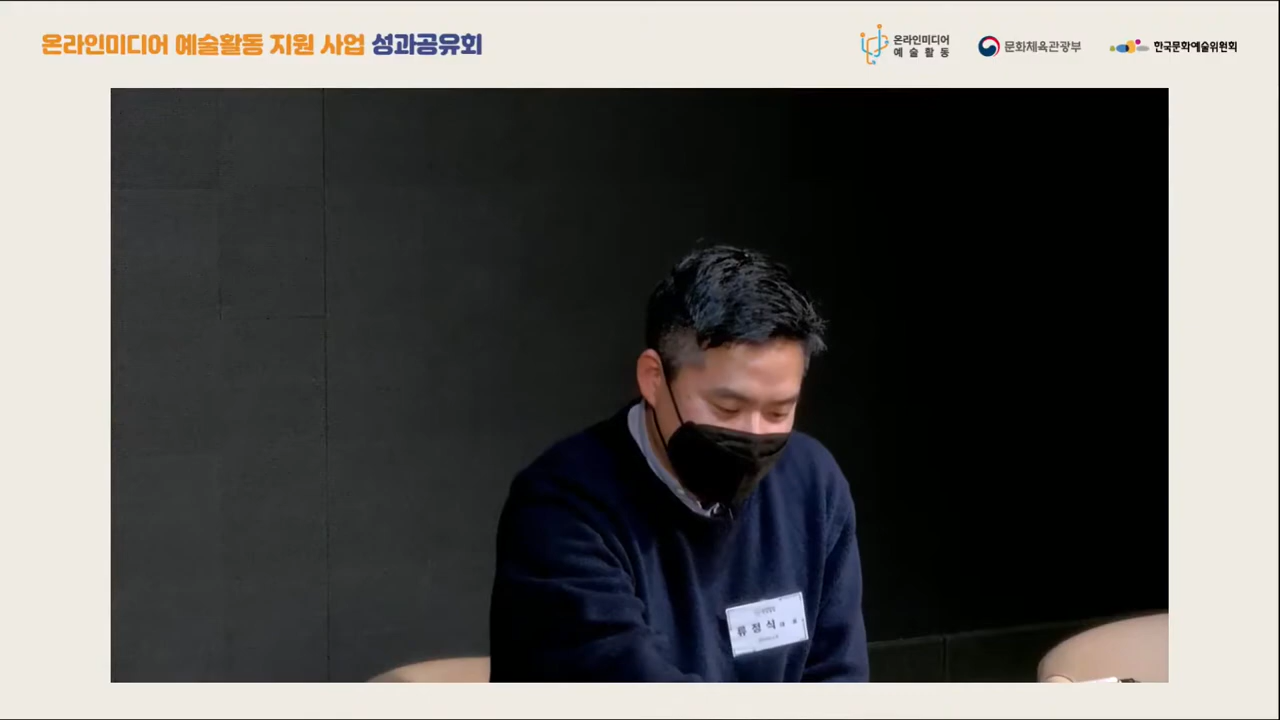 온라인미디어 예술활동 지원 사업 성과공유회
온라인미디어
예술활동
문화체육관광부
한국문화예술위원회
류정식 대표